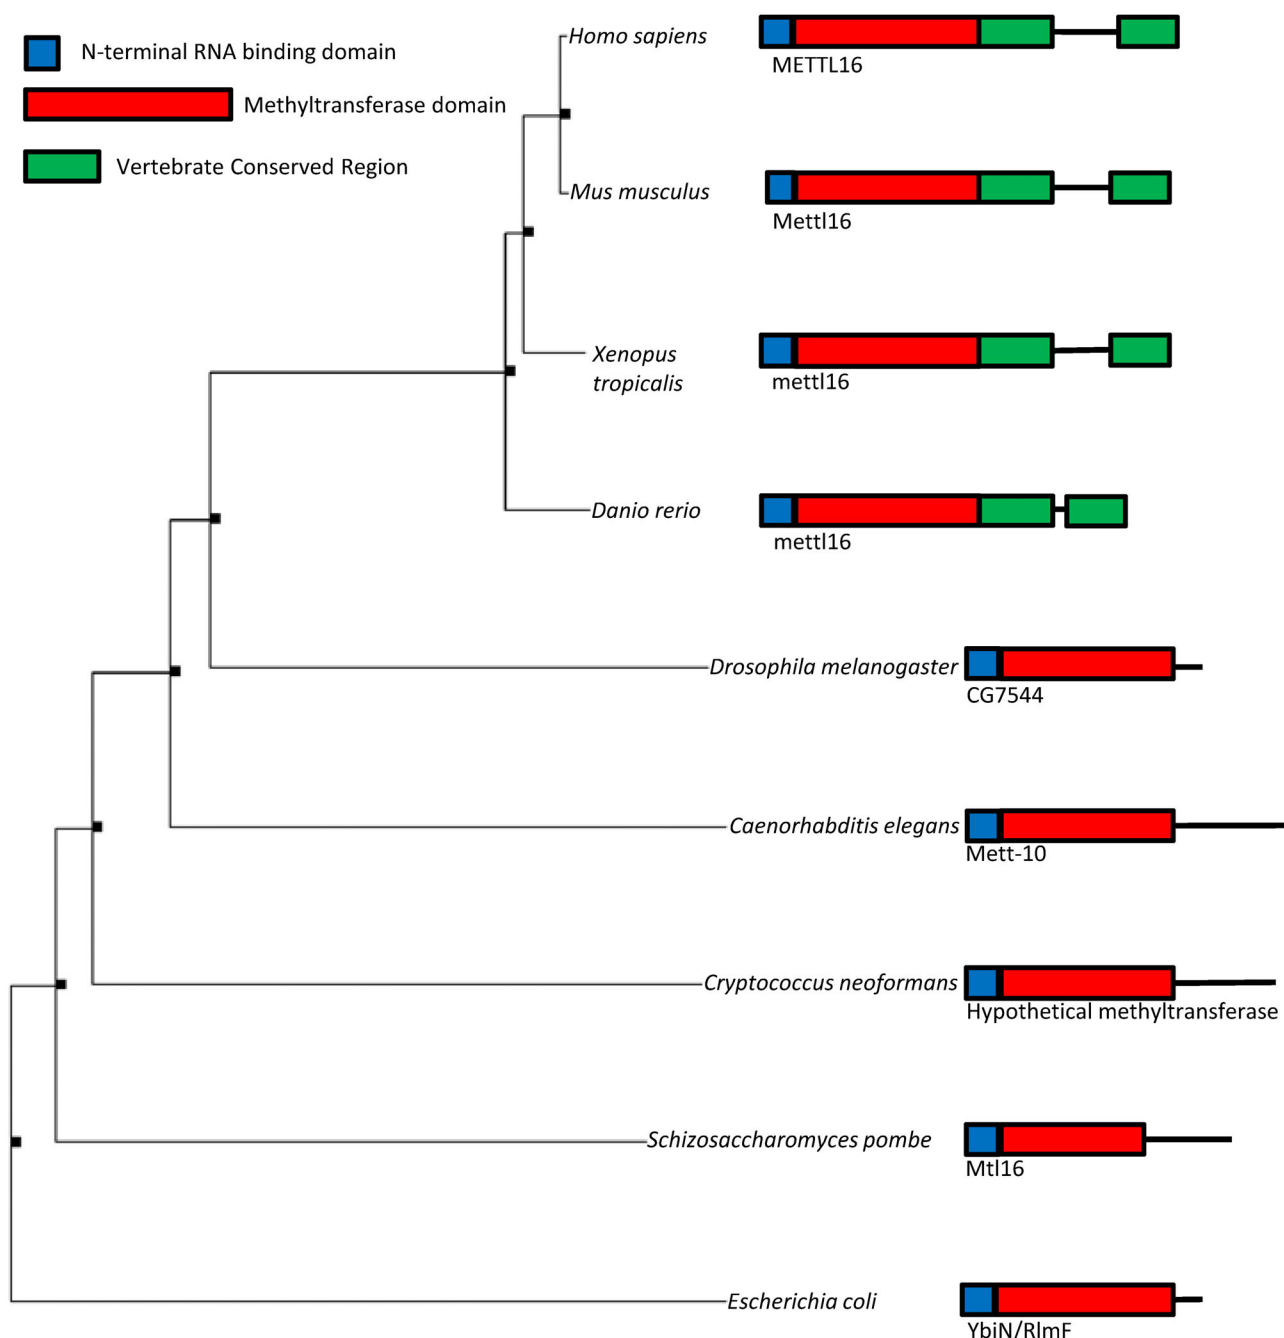 N-terminal RNA binding domain
Methyltransferase domain
Vertebrate Conserved Region
Homo sapiens
METTL16
Mus musculus
Mettl16
Xenopus
tropicalis
mettl16
Danio rerio
mettl16
Drosophila melanogaster
CG7544
Caenorhabditis elegans
Mett-10
Cryptococcus neoformans
Hypothetical methyltransferase
Schizosaccharomyces pombe
Mtl16
Escherichia coli
YbiN/RlmF